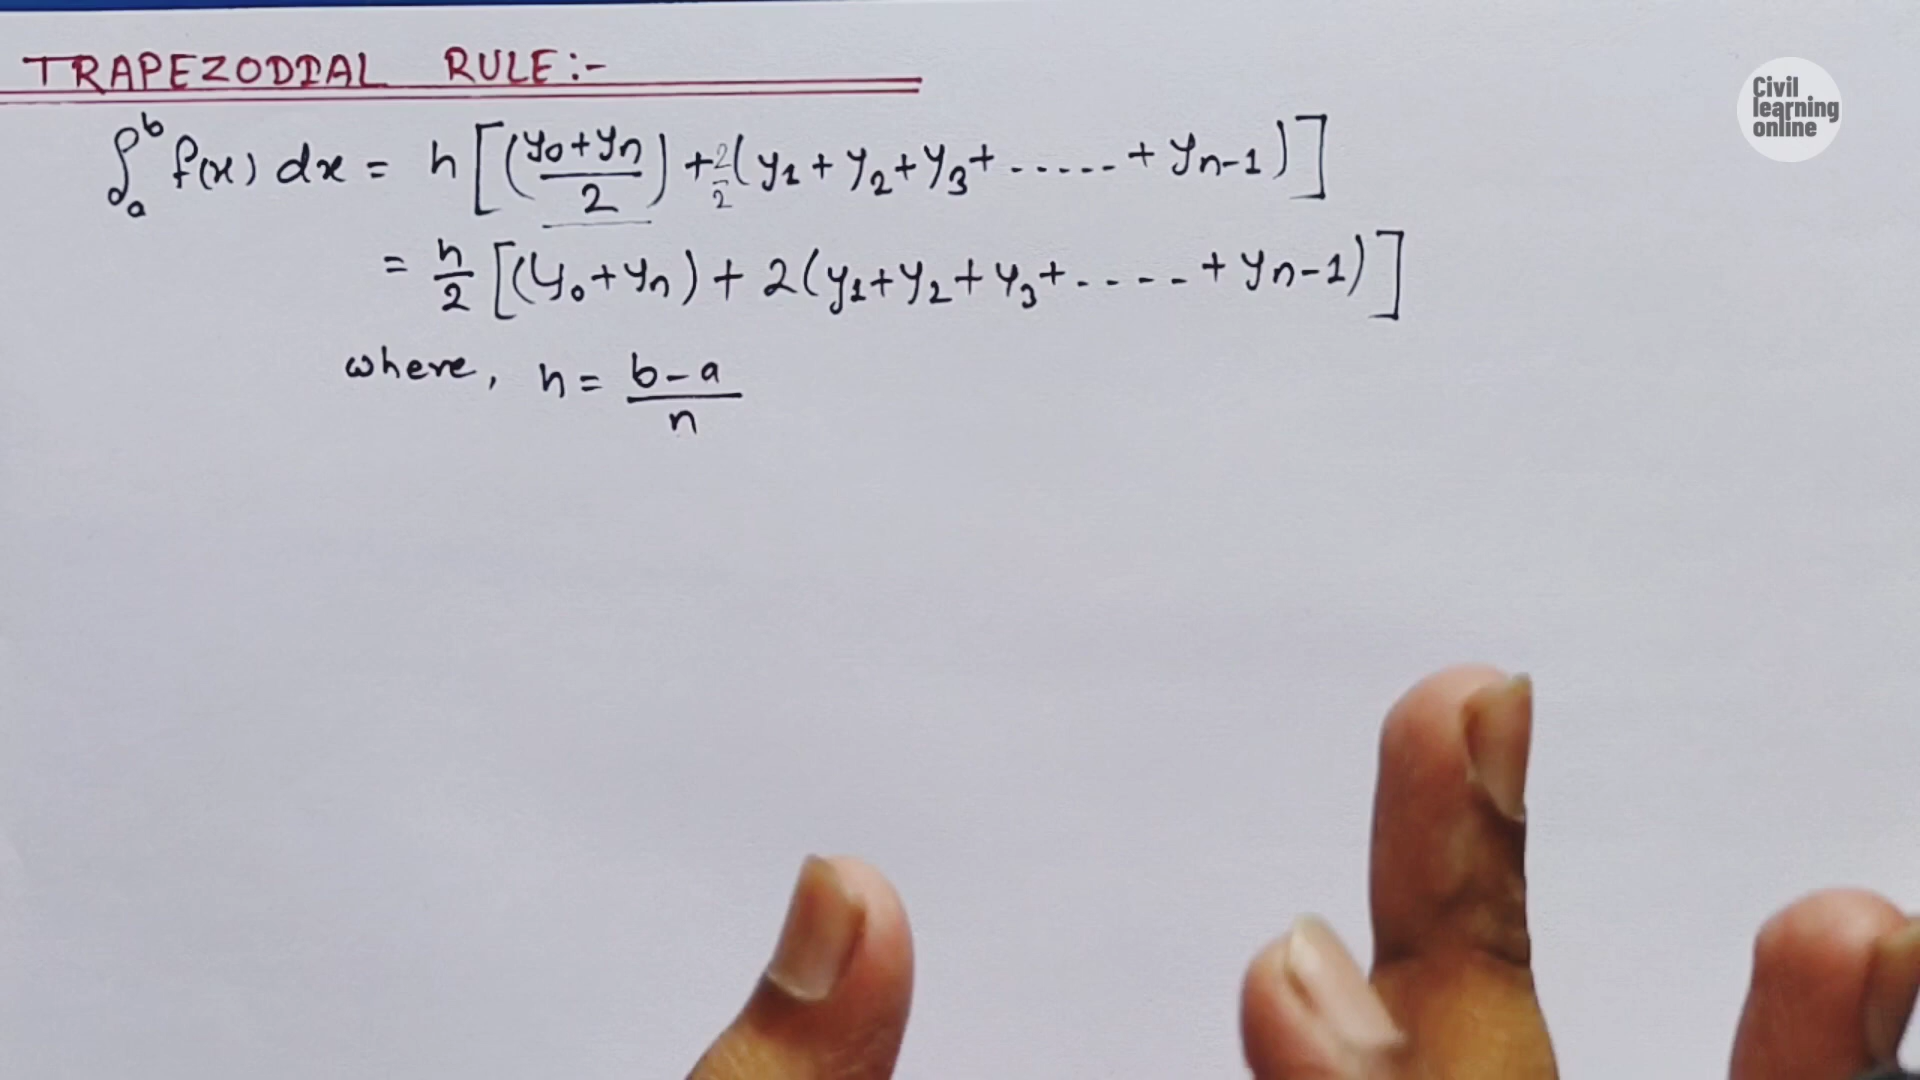 TRAPEZODIAL RULE:-
∫_a^b f(x) dx = h[((y₀+yₙ)/2) + 2/2(y₁+y₂+y₃+......+yₙ₋₁)]
= h/2 [(y₀+yₙ) + 2(y₁+y₂+y₃+.....+yₙ₋₁)]
where, h = (b-a)/n
Civil
learning
online